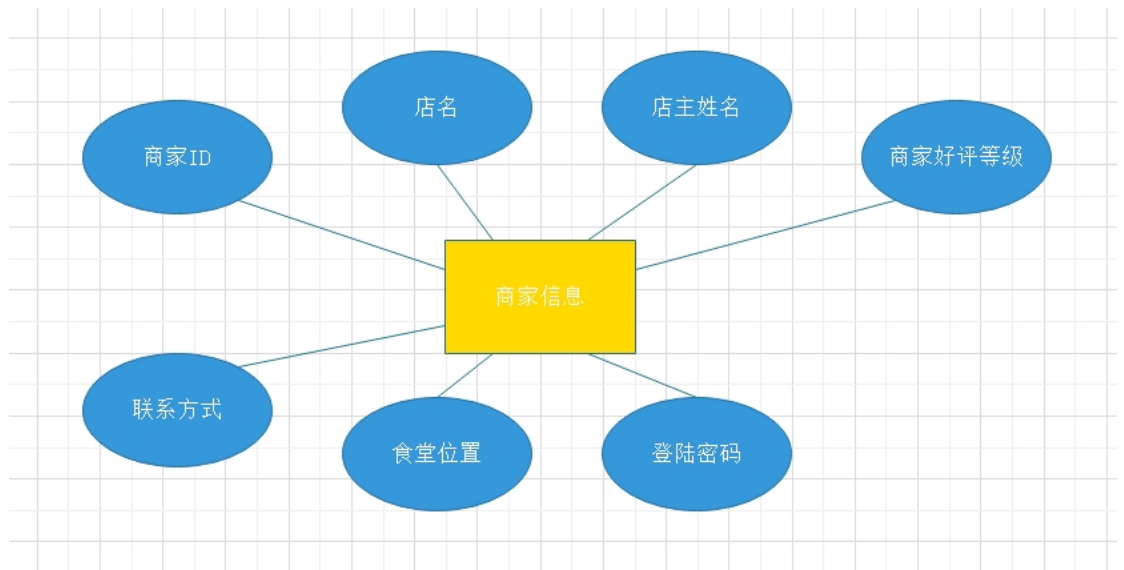 店名
店主姓名
商家ID
商家好评等级
商家信息
联系方式
食堂位置
登陆密码